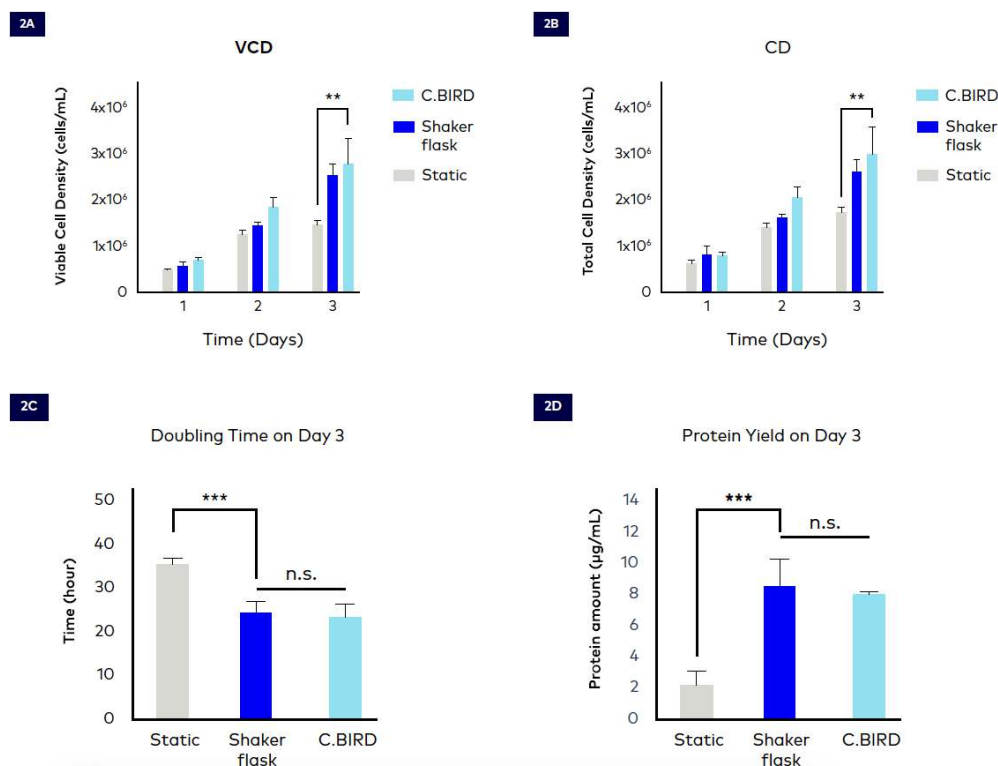 2A
VCD
Viable Cell Density (cells/mL)
4x10⁶
3x10⁶
2x10⁶
1x10⁶
0
**
C.BIRD
Shaker
flask
Static
1 2 3
Time (Days)
2B
CD
Total Cell Density (cells/mL)
4x10⁶
3x10⁶
2x10⁶
1x10⁶
0
**
C.BIRD
Shaker
flask
Static
1 2 3
Time (Days)
2C
Doubling Time on Day 3
Time (hour)
50
40
30
20
10
0
***
n.s.
Static Shaker C.BIRD
flask
2D
Protein Yield on Day 3
Protein amount (µg/mL)
14
12
10
8
6
4
2
0
***
n.s.
Static Shaker C.BIRD
flask